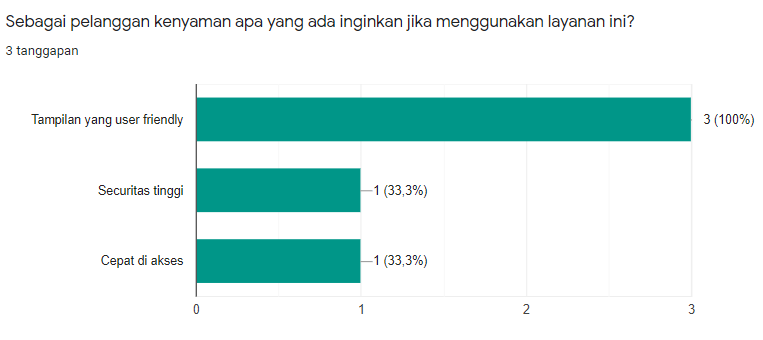 Sebagai pelanggan kenyaman apa yang ada inginkan jika menggunakan layanan ini?
3 tanggapan
Tampilan yang user friendly
3 (100%)
Securitas tinggi
1 (33,3%)
Cepat di akses
1 (33,3%)
0 1 2 3